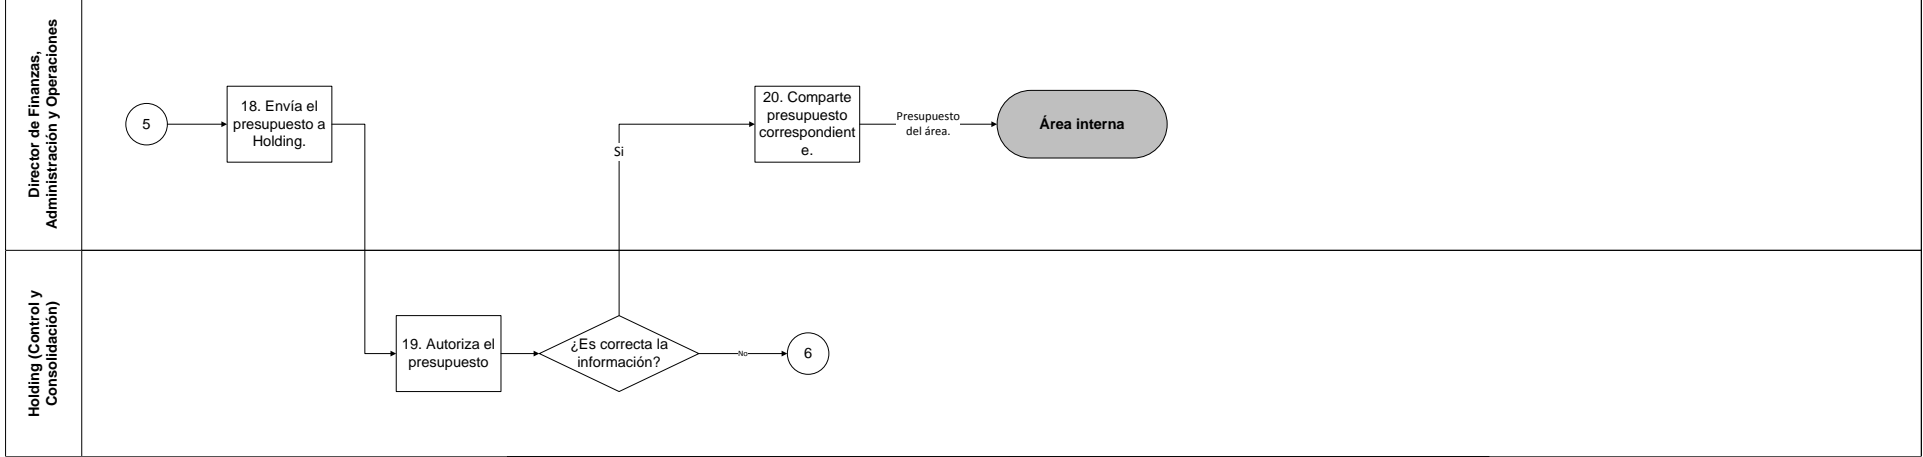 Director de Finanzas,
Administración y Operaciones
5
18. Envía el
presupuesto a
Holding.
Si
20. Comparte
presupuesto
correspondient
e.
Presupuesto
del área.
Área interna
Holding (Control y
Consolidación)
19. Autoriza el
presupuesto
¿Es correcta la
información?
No
6